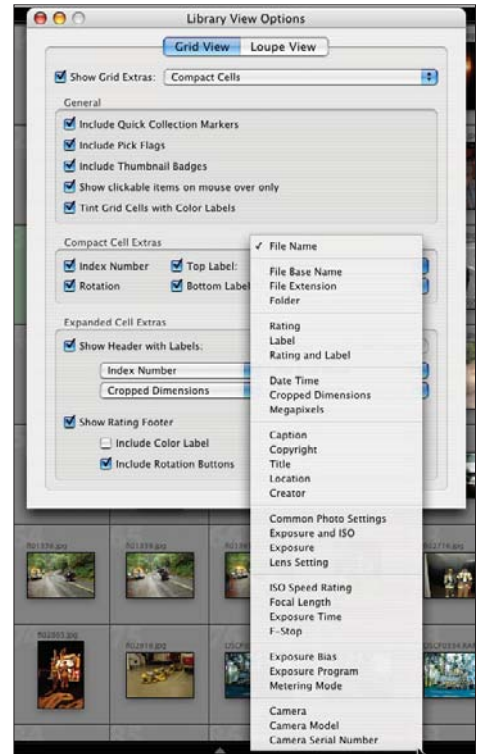 Library View Options
Grid View Loupe View
Show Grid Extras: Compact Cells
General
Include Quick Collection Markers
Include Pick Flags
Include Thumbnail Badges
Show clickable items on mouse over only
Tint Grid Cells with Color Labels
Compact Cell Extras
Index Number Top Label:
Rotation Bottom Label
Expanded Cell Extras
Show Header with Labels:
Index Number
Cropped Dimensions
Show Rating Footer
Include Color Label
Include Rotation Buttons
✓ File Name
File Base Name
File Extension
Folder
Rating
Label
Rating and Label
Date Time
Cropped Dimensions
Megapixels
Caption
Copyright
Title
Location
Creator
Common Photo Settings
Exposure and ISO
Exposure
Lens Setting
ISO Speed Rating
Focal Length
Exposure Time
F-Stop
Exposure Bias
Exposure Program
Metering Mode
Camera
Camera Model
Camera Serial Number